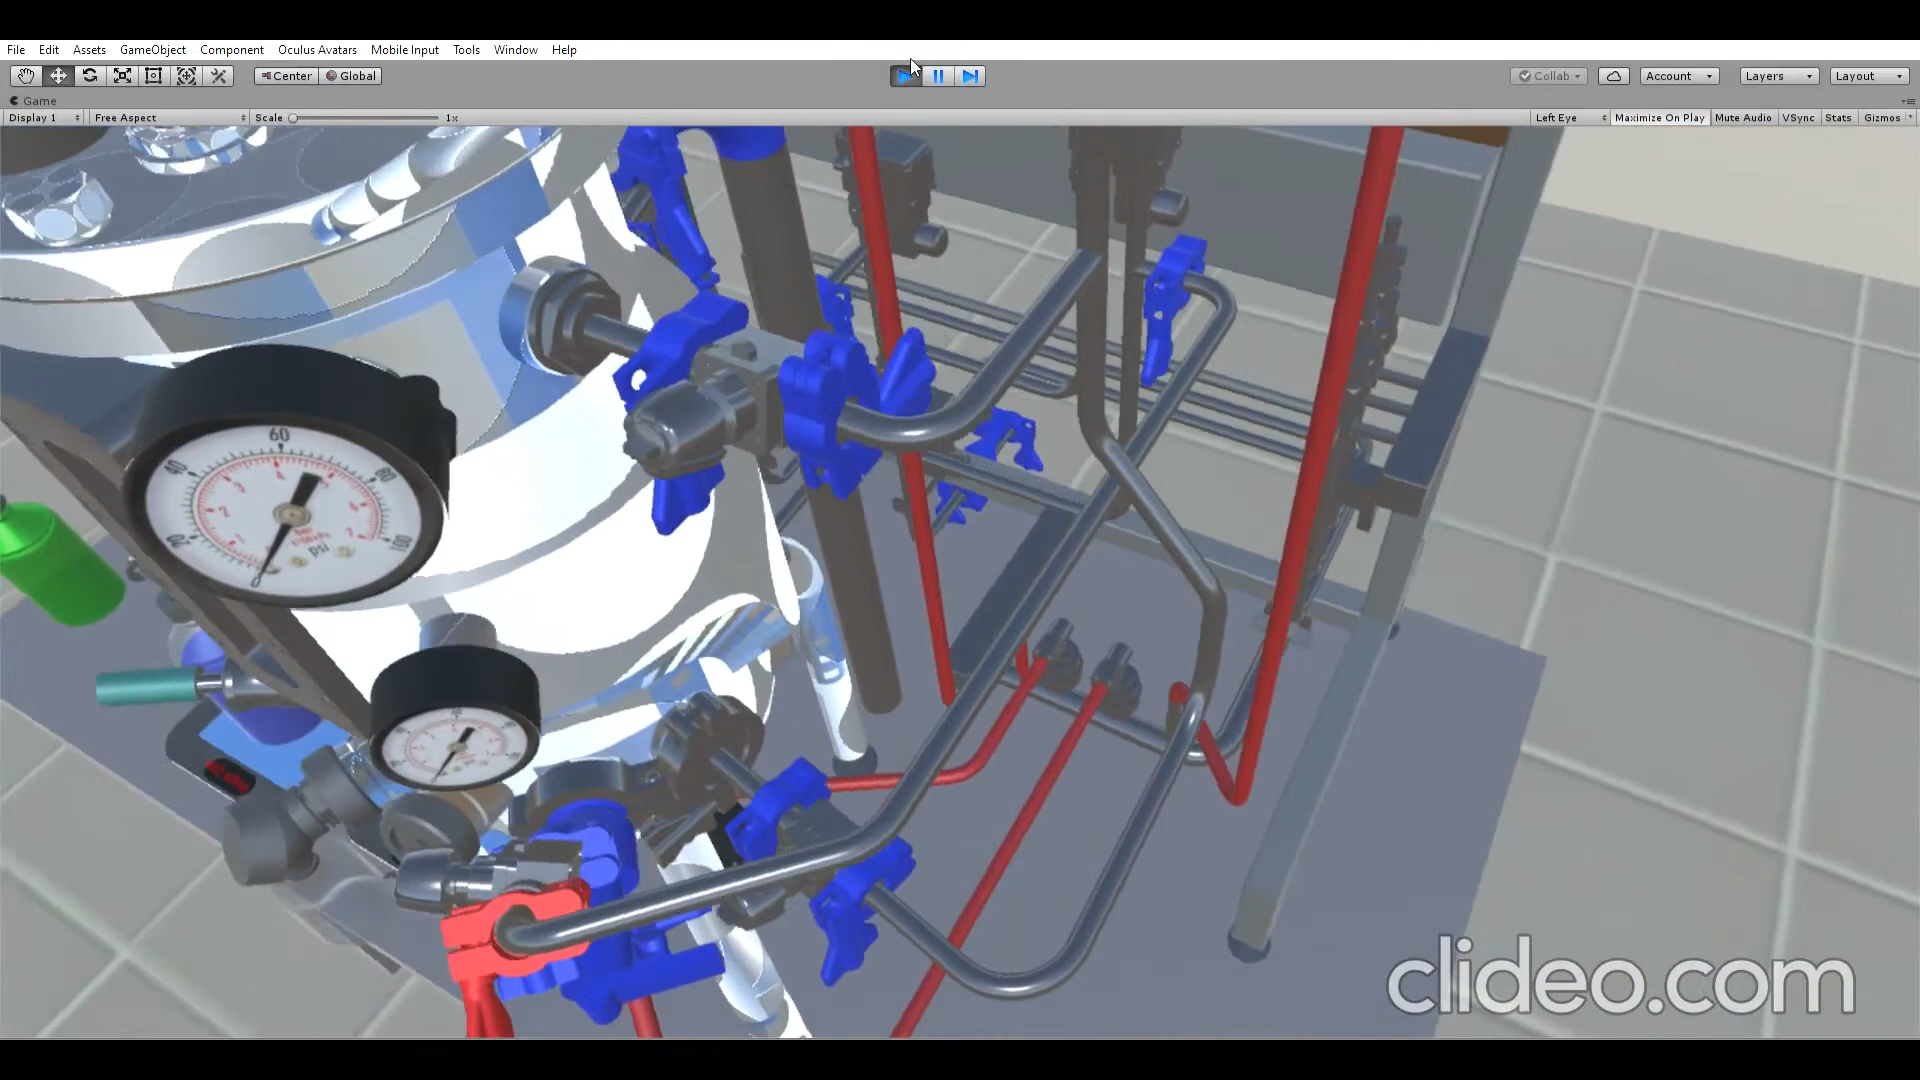 File Edit Assets GameObject Component Oculus Avatars Mobile Input Tools Window Help
Center Global Collab Account Layers Layout
Game
Display 1 Free Aspect Scale 1x Left Eye Maximize On Play Mute Audio VSync Stats Gizmos
60
40 80
20 100
0
psi
clideo.com